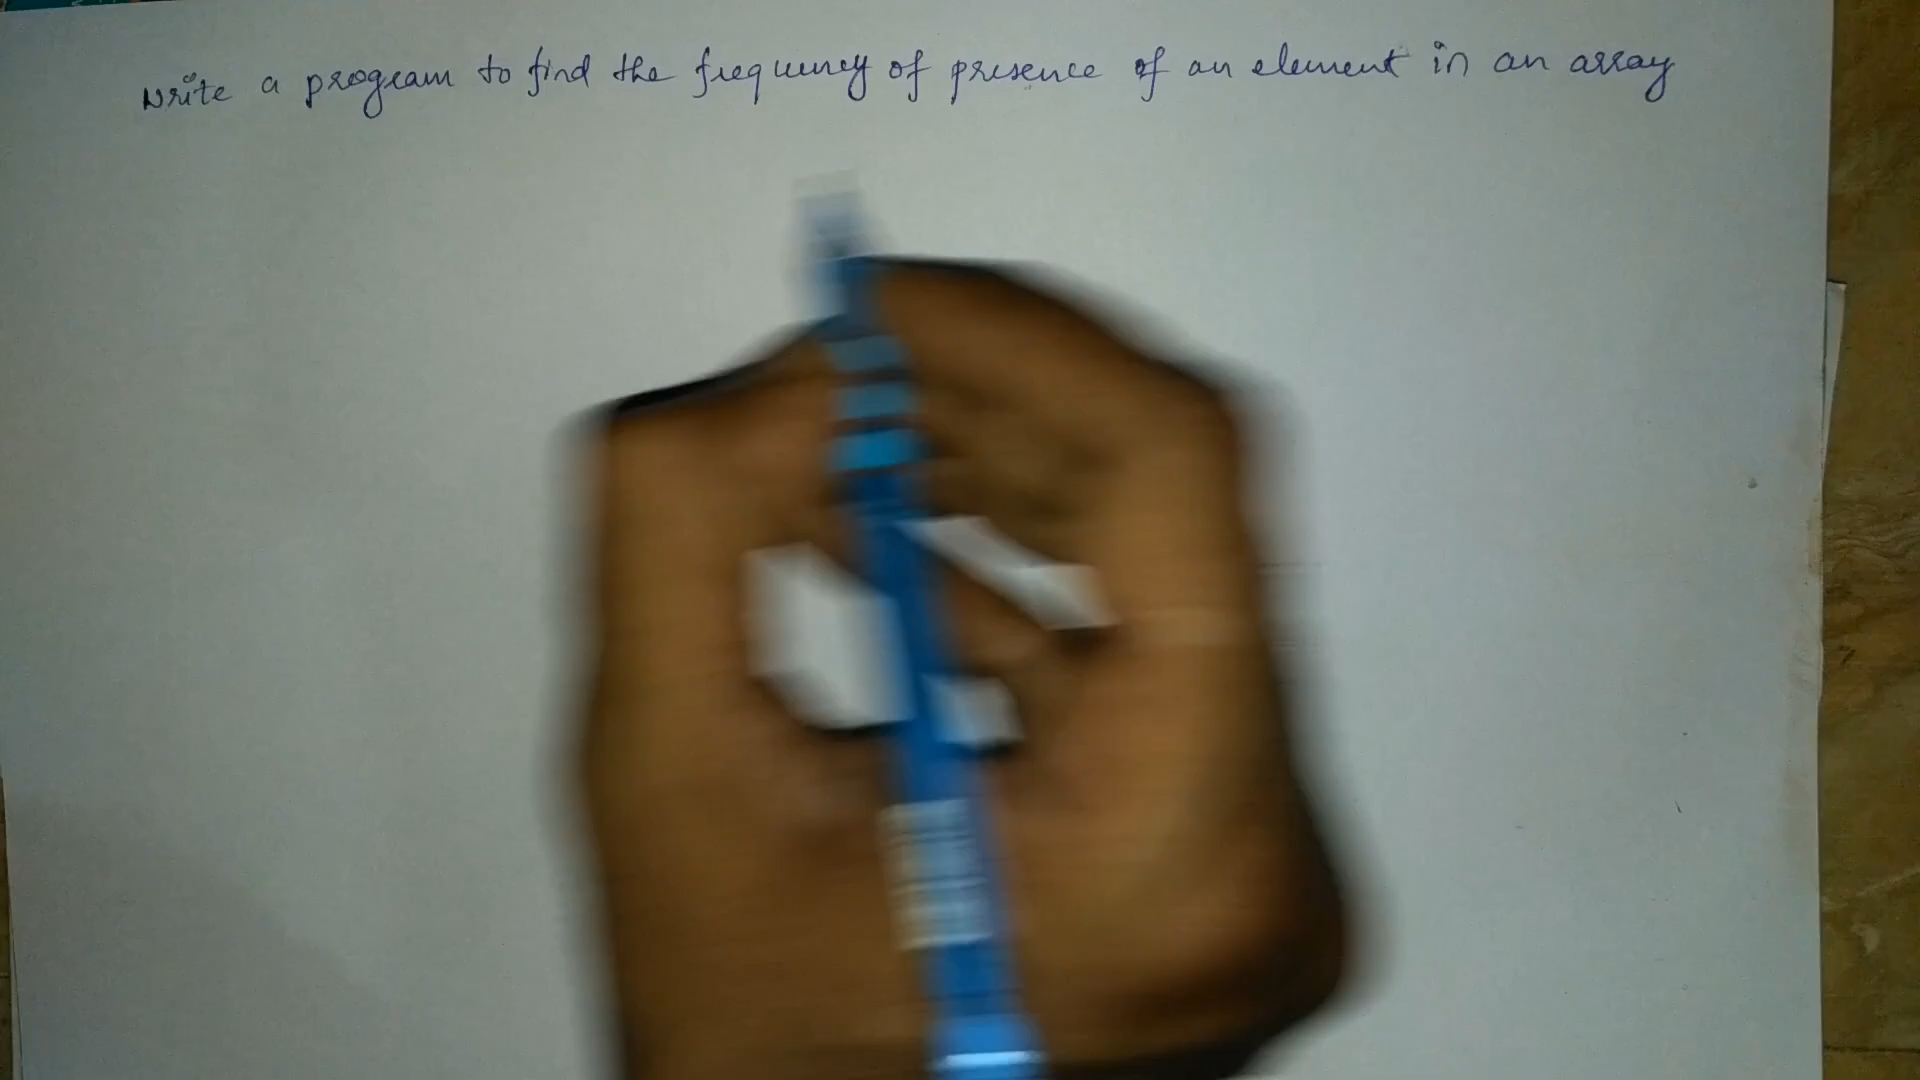 write a program to find the frequency of presence of an element in an array